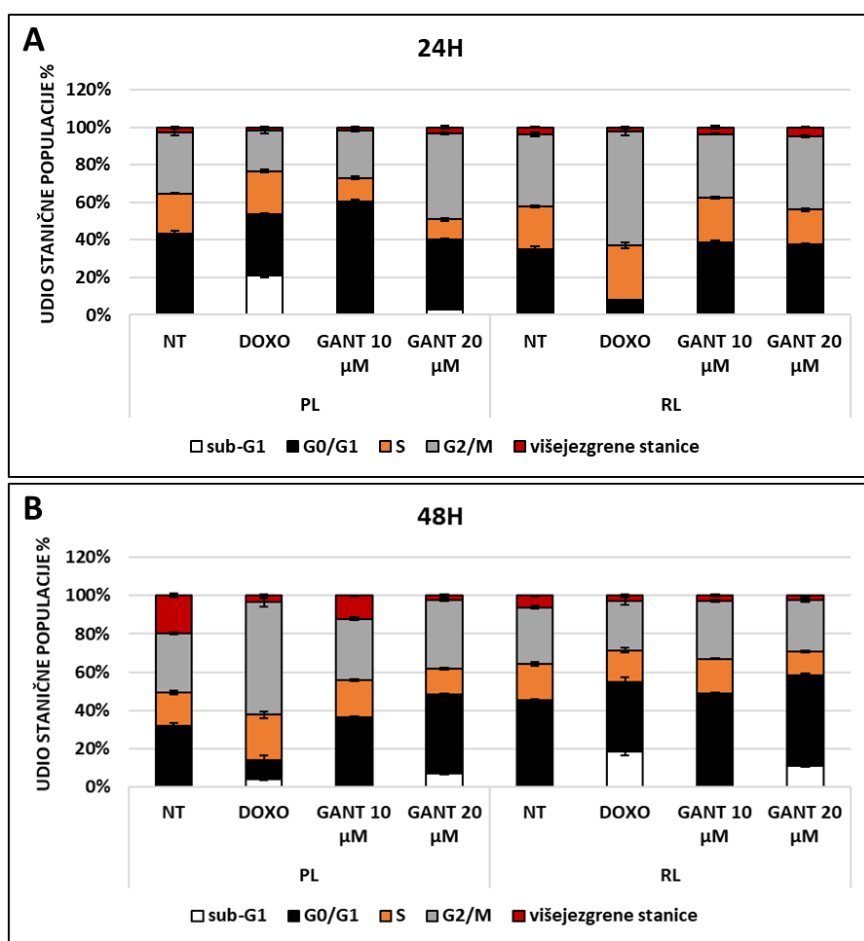 A
24H
UDIO STANIČNE POPULACIJE %
120%
100%
80%
60%
40%
20%
0%
NT DOXO GANT 10 GANT 20 NT DOXO GANT 10 GANT 20
µM µM µM µM
PL RL
sub-G1 G0/G1 S G2/M višejezgrene stanice
B
48H
UDIO STANIČNE POPULACIJE %
120%
100%
80%
60%
40%
20%
0%
NT DOXO GANT 10 GANT 20 NT DOXO GANT 10 GANT 20
µM µM µM µM
PL RL
sub-G1 G0/G1 S G2/M višejezgrene stanice